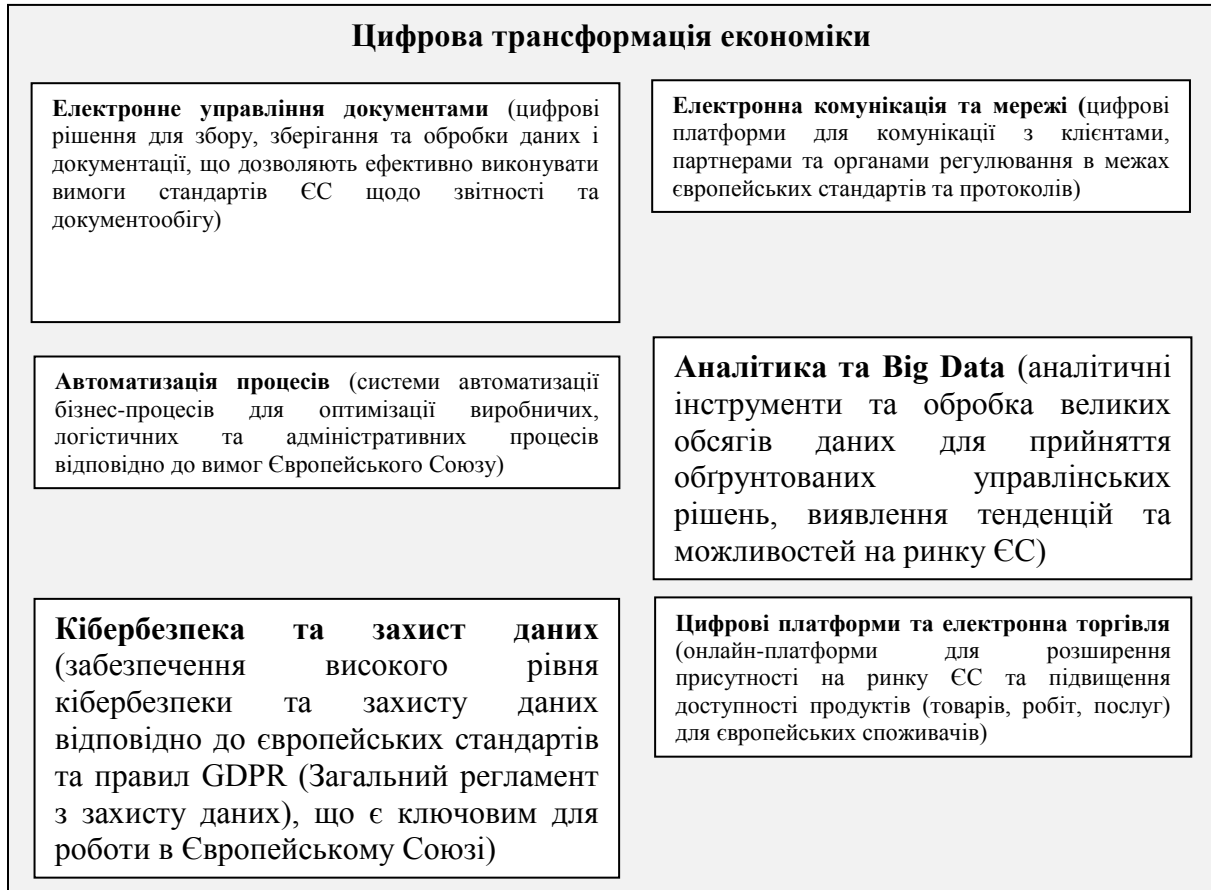 Цифрова трансформація економіки
Електронне управління документами (цифрові
рішення для збору, зберігання та обробки даних і
документації, що дозволяють ефективно виконувати
вимоги стандартів ЄС щодо звітності та
документообігу)
Електронна комунікація та мережі (цифрові
платформи для комунікації з клієнтами,
партнерами та органами регулювання в межах
європейських стандартів та протоколів)
Автоматизація процесів (системи автоматизації
бізнес-процесів для оптимізації виробничих,
логістичних та адміністративних процесів
відповідно до вимог Європейського Союзу)
Аналітика та Big Data (аналітичні
інструменти та обробка великих
обсягів даних для прийняття
обґрунтованих управлінських
рішень, виявлення тенденцій та
можливостей на ринку ЄС)
Кібербезпека та захист даних
(забезпечення високого рівня
кібербезпеки та захисту даних
відповідно до європейських стандартів
та правил GDPR (Загальний регламент
з захисту даних), що є ключовим для
роботи в Європейському Союзі)
Цифрові платформи та електронна торгівля
(онлайн-платформи для розширення
присутності на ринку ЄС та підвищення
доступності продуктів (товарів, робіт, послуг)
для європейських споживачів)